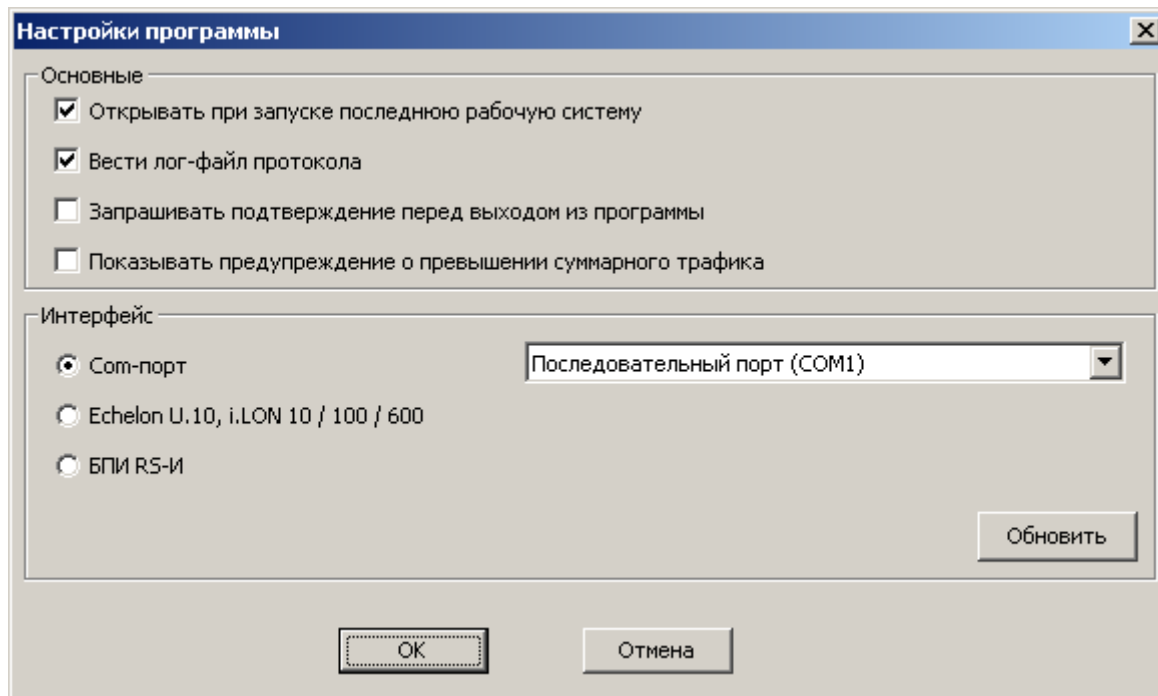 Настройки программы
Основные
Открывать при запуске последнюю рабочую систему
Вести лог-файл протокола
Запрашивать подтверждение перед выходом из программы
Показывать предупреждение о превышении суммарного трафика
Интерфейс
Com-порт
Последовательный порт (COM1)
Echelon U.10, i.LON 10 / 100 / 600
БПИ RS-И
Обновить
OK
Отмена